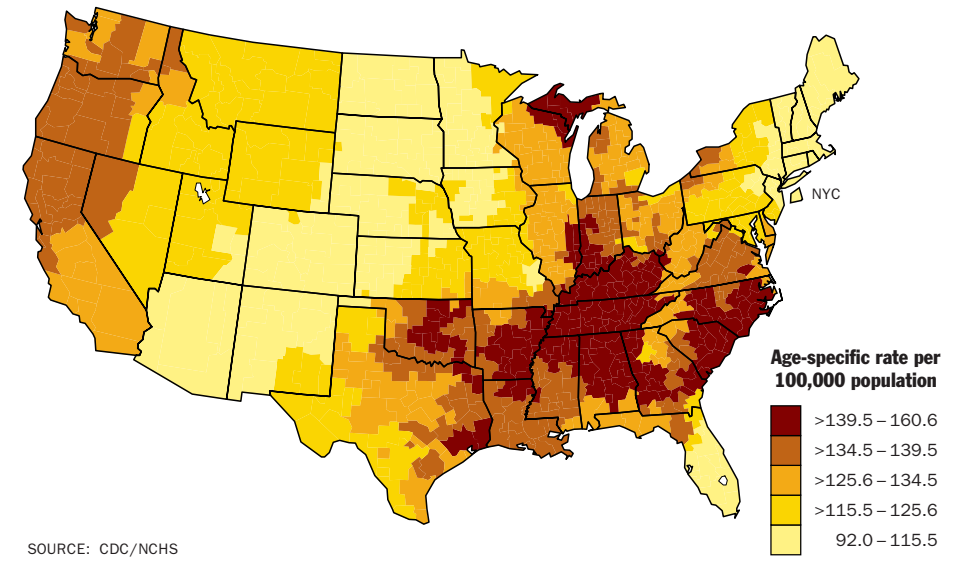 NYC
Age-specific rate per
100,000 population
>139.5 – 160.6
>134.5 – 139.5
>125.6 – 134.5
>115.5 – 125.6
92.0 – 115.5
SOURCE: CDC/NCHS